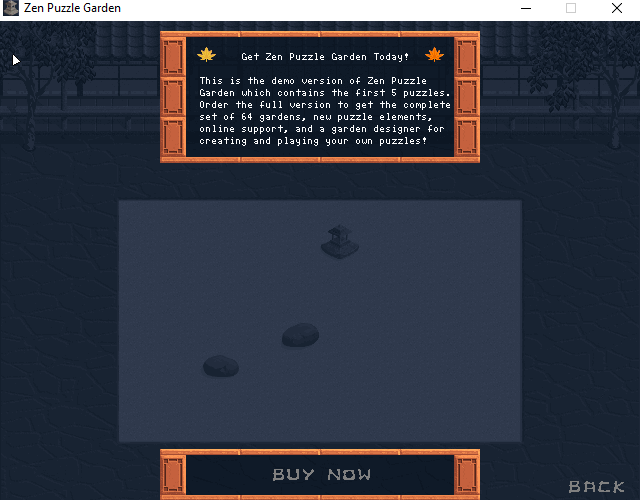 Zen Puzzle Garden
Get Zen Puzzle Garden Today!
This is the demo version of Zen Puzzle
Garden which contains the first 5 puzzles.
Order the full version to get the complete
set of 64 gardens, new puzzle elements,
online support, and a garden designer for
creating and playing your own puzzles!
BUY NOW
BACK